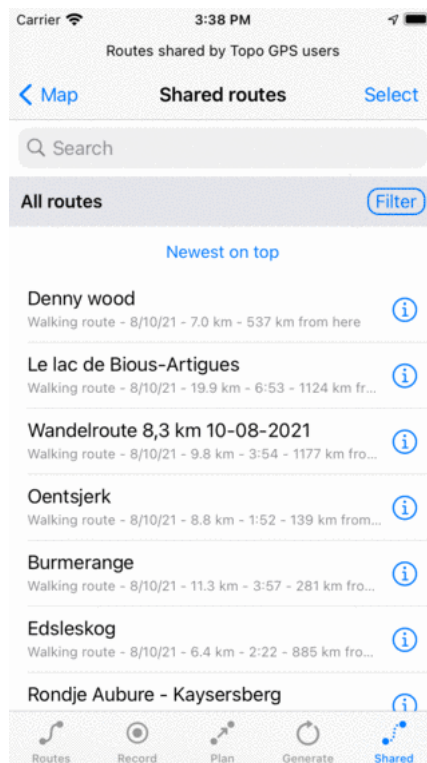 Carrier 3:38 PM
Routes shared by Topo GPS users
Map Shared routes Select
Search
All routes Filter
Newest on top
Denny wood
Walking route - 8/10/21 - 7.0 km - 537 km from here
Le lac de Bious-Artigues
Walking route - 8/10/21 - 19.9 km - 6:53 - 1124 km fr...
Wandelroute 8,3 km 10-08-2021
Walking route - 8/10/21 - 9.8 km - 3:54 - 1177 km fro...
Oentsjerk
Walking route - 8/10/21 - 8.8 km - 1:52 - 139 km from...
Burmerange
Walking route - 8/10/21 - 11.3 km - 3:57 - 281 km fro...
Edsleskog
Walking route - 8/10/21 - 6.4 km - 2:22 - 885 km fro...
Rondje Aubure - Kaysersberg
Routes Record Plan Generate Shared